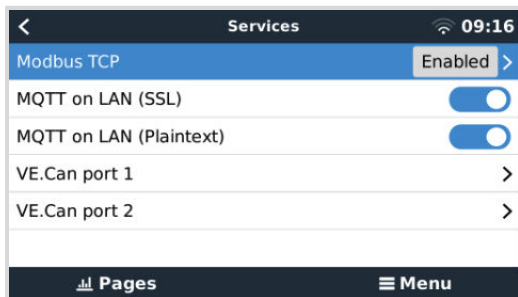 Services 09:16
Modbus TCP Enabled
MQTT on LAN (SSL)
MQTT on LAN (Plaintext)
VE.Can port 1
VE.Can port 2
Pages Menu